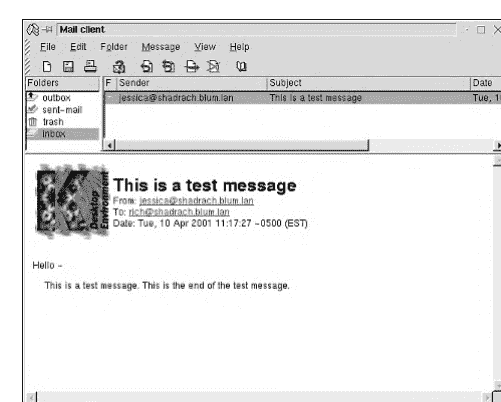 Mail client
File Edit Folder Message View Help
Folders
F Sender Subject Date
outbox
sent-mail
trash
inbox
jessica@shadrach.blum.lan This is a test message Tue, 1
K Desktop Environment
This is a test message
From: jessica@shadrach.blum.lan
To: rich@shadrach.blum.lan
Date: Tue, 10 Apr 2001 11:17:27 -0500 (EST)
Hello -
This is a test message. This is the end of the test message.